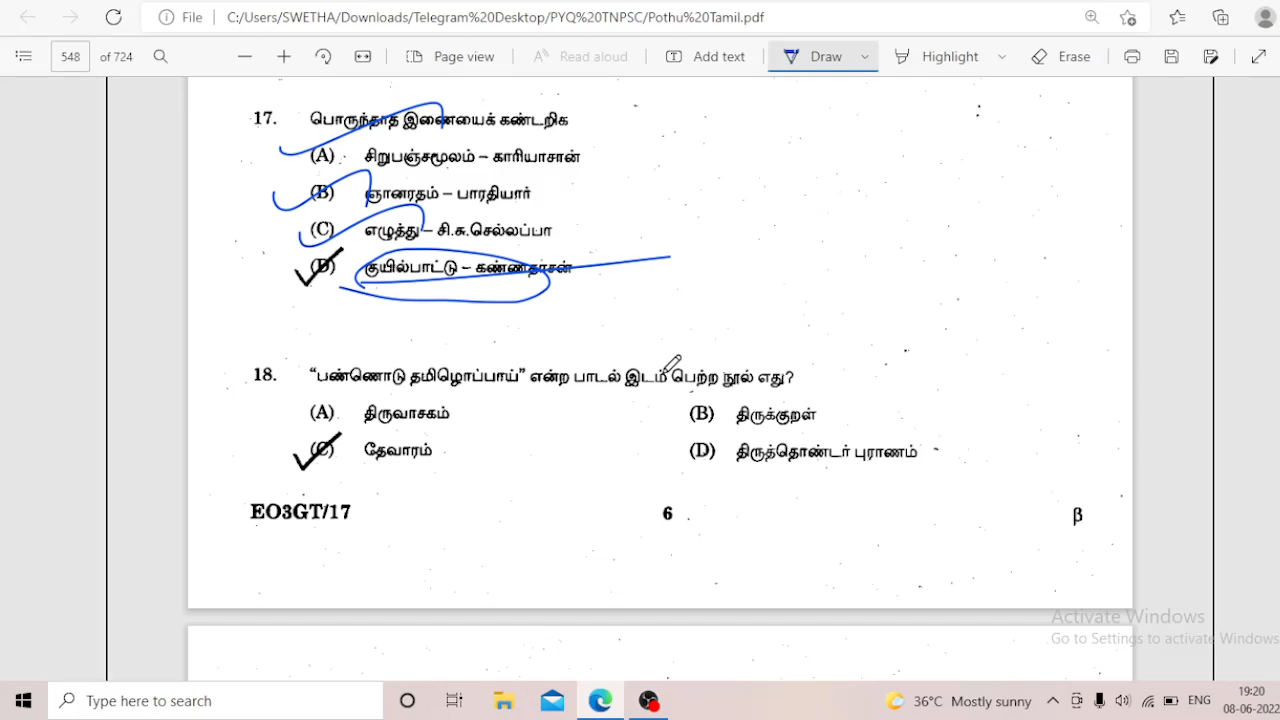 File C:/Users/SWETHA/Downloads/Telegram%20Desktop/PYQ%20TNPSC/Pothu%20Tamil.pdf
548 of 724 Page view Read aloud Add text Draw Highlight Erase
17. பொருந்தாத இணையைக் கண்டறிக
(A) சிறுபஞ்சமூலம் – காரியாசான்
(B) ஞானரதம் – பாரதியார்
(C) எழுத்து – சி.சு.செல்லப்பா
(D) குயில்பாட்டு – கண்ணதாசன்
18. “பண்ணொடு தமிழொப்பாய்” என்ற பாடல் இடம் பெற்ற நூல் எது?
(A) திருவாசகம் (B) திருக்குறள்
(C) தேவாரம் (D) திருத்தொண்டர் புராணம்
EO3GT/17 6 β
Activate Windows
Go to Settings to activate Windows
Type here to search 36°C Mostly sunny ENG 19:20
08-06-2022